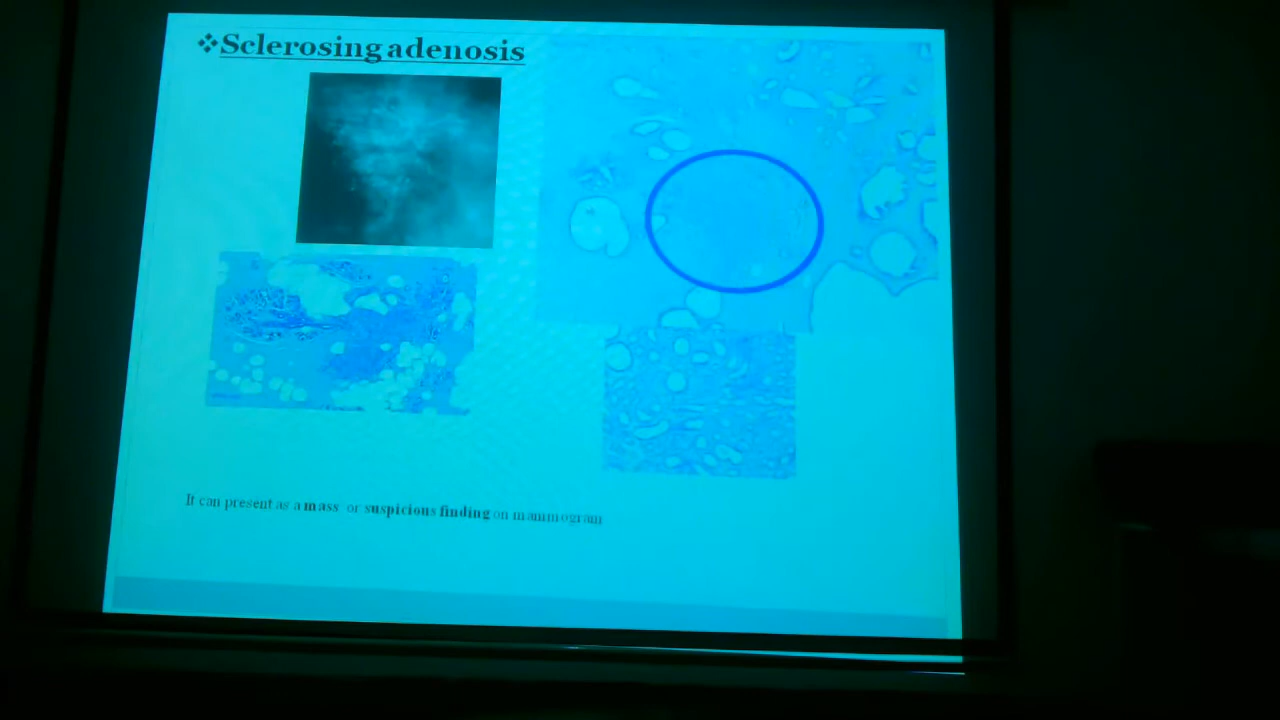 ❖Sclerosing adenosis
It can present as a mass or suspicious finding on mammogram